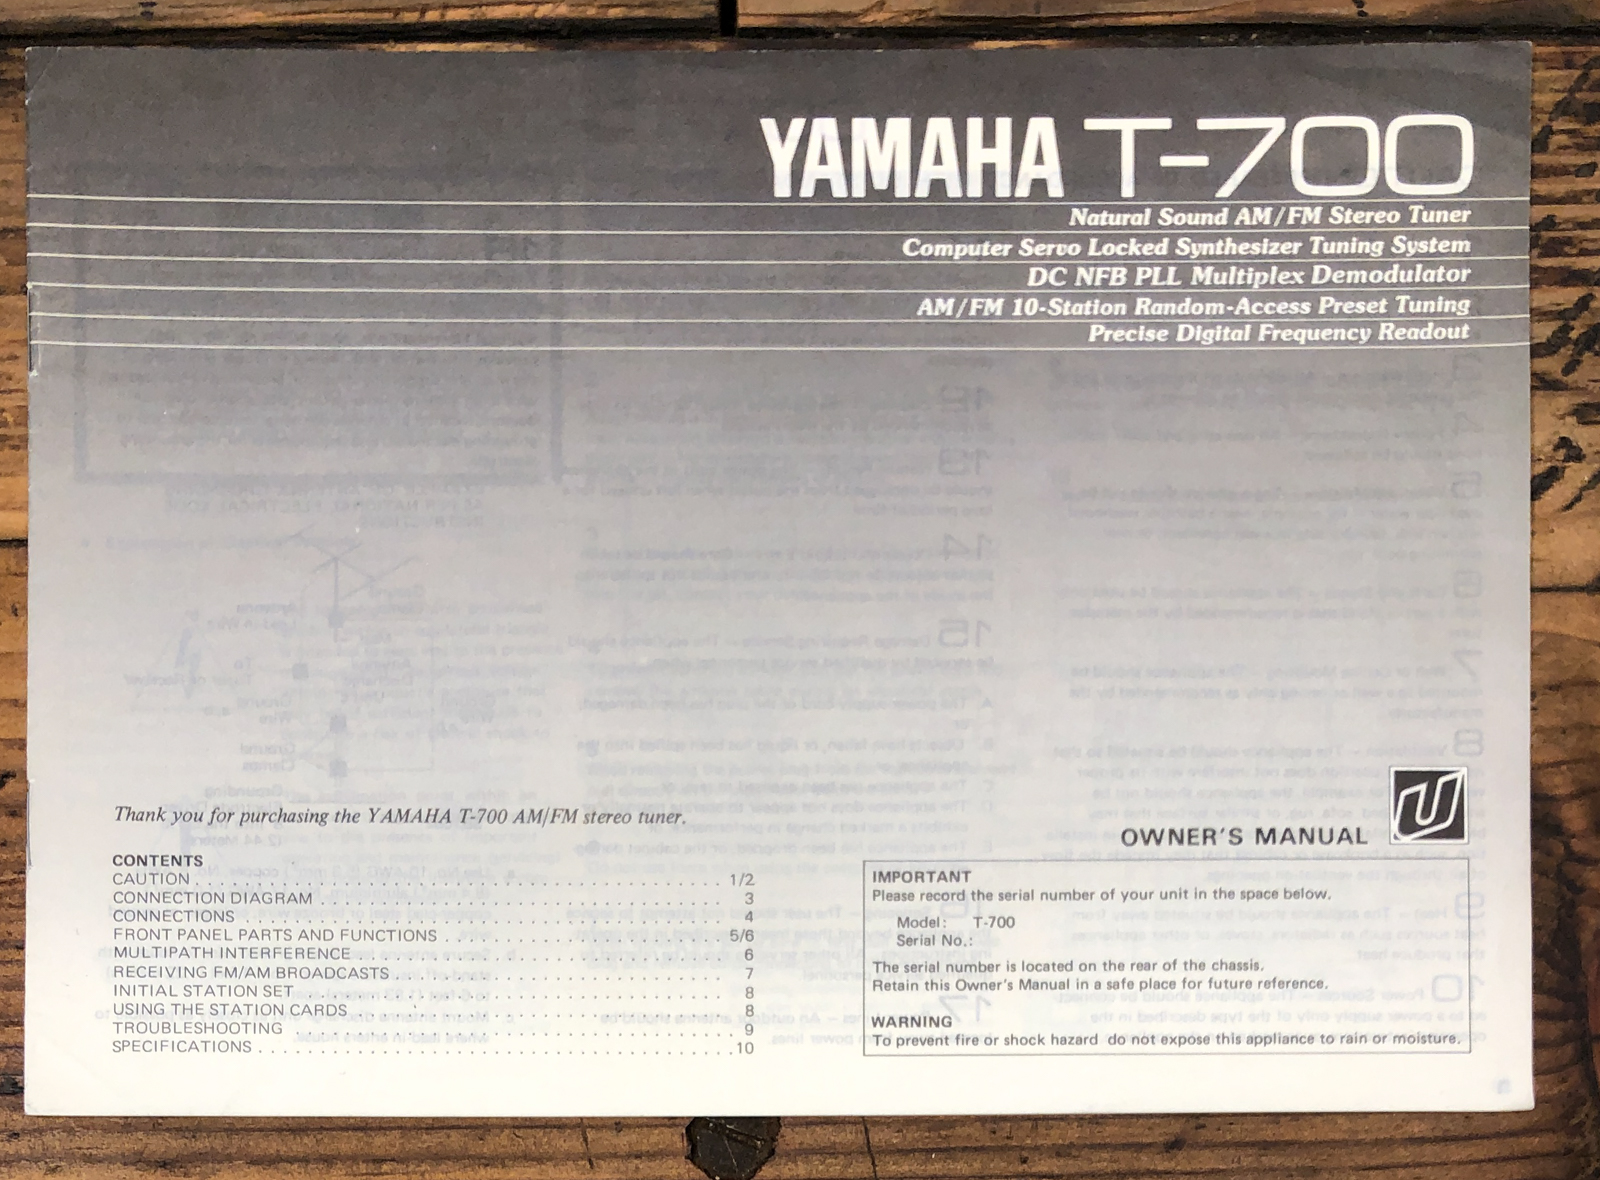 YAMAHA T-700
Natural Sound AM/FM Stereo Tuner
Computer Servo Locked Synthesizer Tuning System
DC NFB PLL Multiplex Demodulator
AM/FM 10-Station Random-Access Preset Tuning
Precise Digital Frequency Readout
Thank you for purchasing the YAMAHA T-700 AM/FM stereo tuner.
CONTENTS
CAUTION . . . . . . . . . . 1/2
CONNECTION DIAGRAM . . . . . . . . . . 3
CONNECTIONS . . . . . . . . . . 4
FRONT PANEL PARTS AND FUNCTIONS . . . . . . . . . . 5/6
MULTIPATH INTERFERENCE . . . . . . . . . . 6
RECEIVING FM/AM BROADCASTS . . . . . . . . . . 7
INITIAL STATION SET . . . . . . . . . . 8
USING THE STATION CARDS . . . . . . . . . . 8
TROUBLESHOOTING . . . . . . . . . . 9
SPECIFICATIONS . . . . . . . . . . 10
OWNER'S MANUAL
IMPORTANT
Please record the serial number of your unit in the space below.
Model: T-700
Serial No.:
The serial number is located on the rear of the chassis.
Retain this Owner's Manual in a safe place for future reference.
WARNING
To prevent fire or shock hazard do not expose this appliance to rain or moisture.